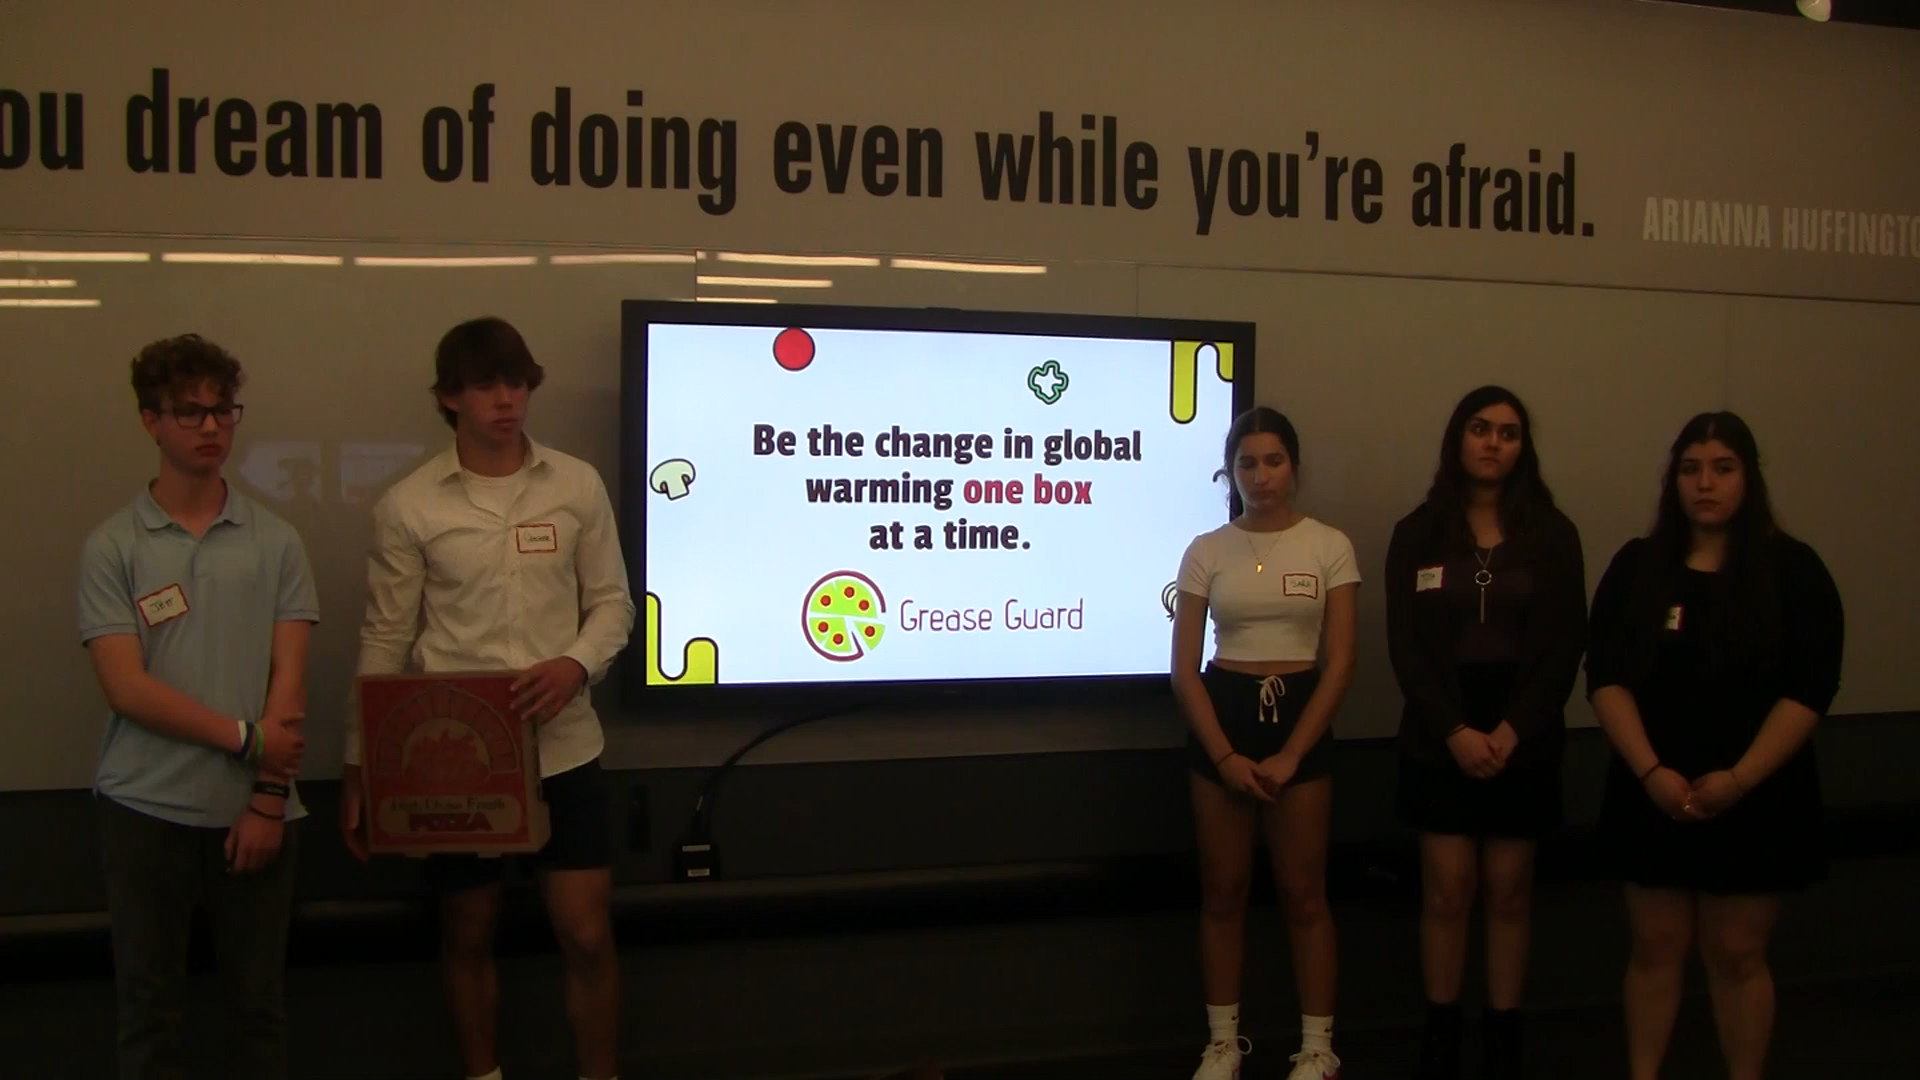 ou dream of doing even while you're afraid.
ARIANNA HUFFINGTO
Be the change in global
warming one box
at a time.
Grease Guard
PIZZA